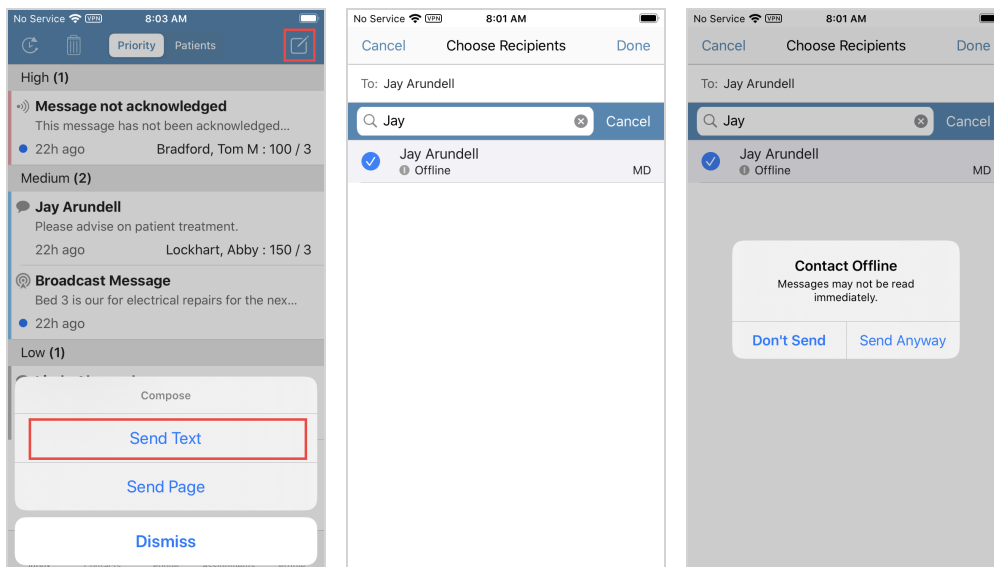 No Service VPN 8:03 AM
Priority Patients
High (1)
Message not acknowledged
This message has not been acknowledged...
22h ago Bradford, Tom M : 100 / 3
Medium (2)
Jay Arundell
Please advise on patient treatment.
22h ago Lockhart, Abby : 150 / 3
Broadcast Message
Bed 3 is our for electrical repairs for the nex...
22h ago
Low (1)
Compose
Send Text
Send Page
Dismiss
No Service VPN 8:01 AM
Cancel Choose Recipients Done
To: Jay Arundell
Jay Cancel
Jay Arundell
Offline MD
No Service VPN 8:01 AM
Cancel Choose Recipients Done
To: Jay Arundell
Jay Cancel
Jay Arundell
Offline MD
Contact Offline
Messages may not be read
immediately.
Don't Send Send Anyway